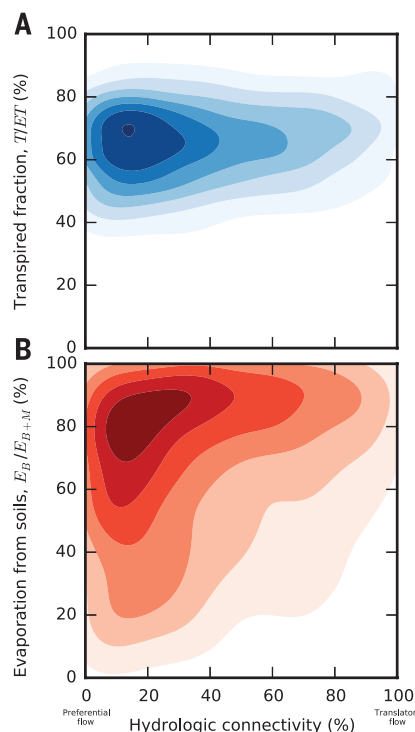 A
100
80
60
40
20
0
Transpired fraction, T/ET (%)
B
100
80
60
40
20
0
Evaporation from soils, E_B/E_{B+M} (%)
0 20 40 60 80 100
Preferential
flow
Hydrologic connectivity (%)
Translatory
flow